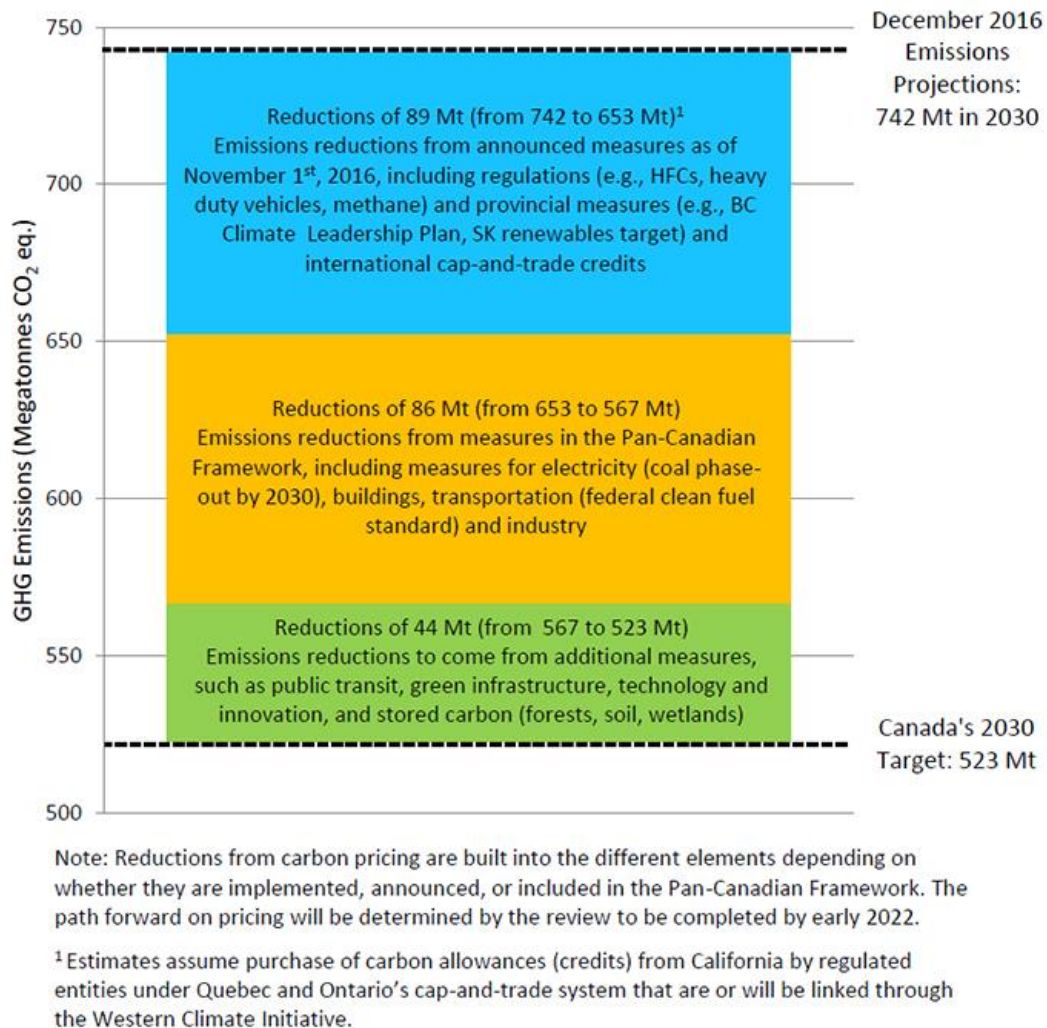 750
December 2016
Emissions
Projections:
742 Mt in 2030
Reductions of 89 Mt (from 742 to 653 Mt)¹
Emissions reductions from announced measures as of
November 1ˢᵗ, 2016, including regulations (e.g., HFCs, heavy
duty vehicles, methane) and provincial measures (e.g., BC
Climate Leadership Plan, SK renewables target) and
international cap-and-trade credits
700
650
GHG Emissions (Megatonnes CO₂ eq.)
Reductions of 86 Mt (from 653 to 567 Mt)
Emissions reductions from measures in the Pan-Canadian
Framework, including measures for electricity (coal phase-
out by 2030), buildings, transportation (federal clean fuel
standard) and industry
600
Reductions of 44 Mt (from 567 to 523 Mt)
Emissions reductions to come from additional measures,
such as public transit, green infrastructure, technology and
innovation, and stored carbon (forests, soil, wetlands)
550
Canada's 2030
Target: 523 Mt
500
Note: Reductions from carbon pricing are built into the different elements depending on
whether they are implemented, announced, or included in the Pan-Canadian Framework. The
path forward on pricing will be determined by the review to be completed by early 2022.
¹ Estimates assume purchase of carbon allowances (credits) from California by regulated
entities under Quebec and Ontario’s cap-and-trade system that are or will be linked through
the Western Climate Initiative.